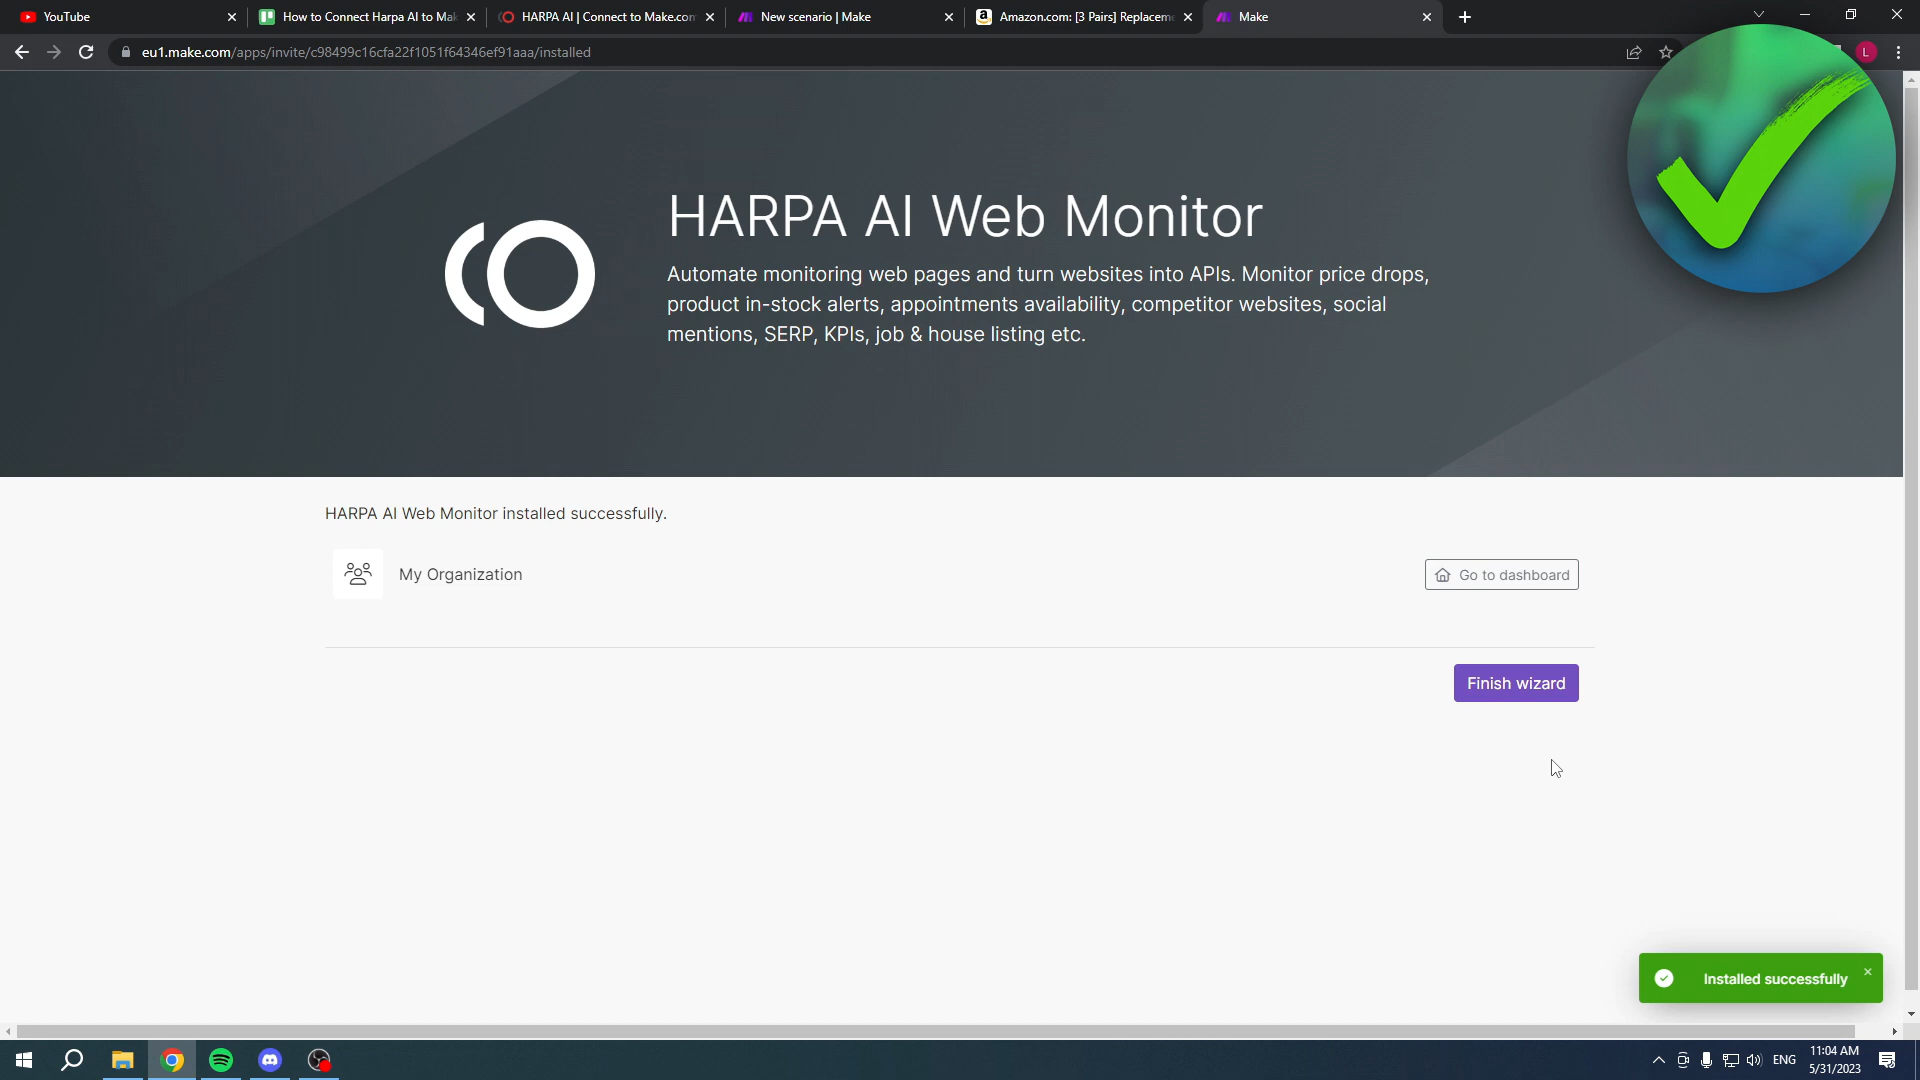 YouTube
How to Connect Harpa AI to Mak
HARPA AI | Connect to Make.com
New scenario | Make
Amazon.com: [3 Pairs] Replaceme
Make
eu1.make.com/apps/invite/c98499c16cfa22f1051f64346ef91aaa/installed
L
HARPA AI Web Monitor
Automate monitoring web pages and turn websites into APIs. Monitor price drops,
product in-stock alerts, appointments availability, competitor websites, social
mentions, SERP, KPIs, job & house listing etc.
HARPA AI Web Monitor installed successfully.
My Organization
Go to dashboard
Finish wizard
Installed successfully
ENG
11:04 AM
5/31/2023